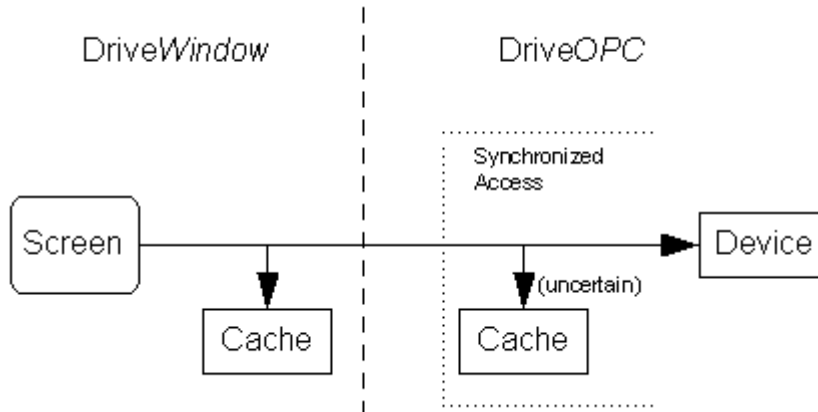 DriveWindow
DriveOPC
Synchronized
Access
Screen
Device
(uncertain)
Cache
Cache